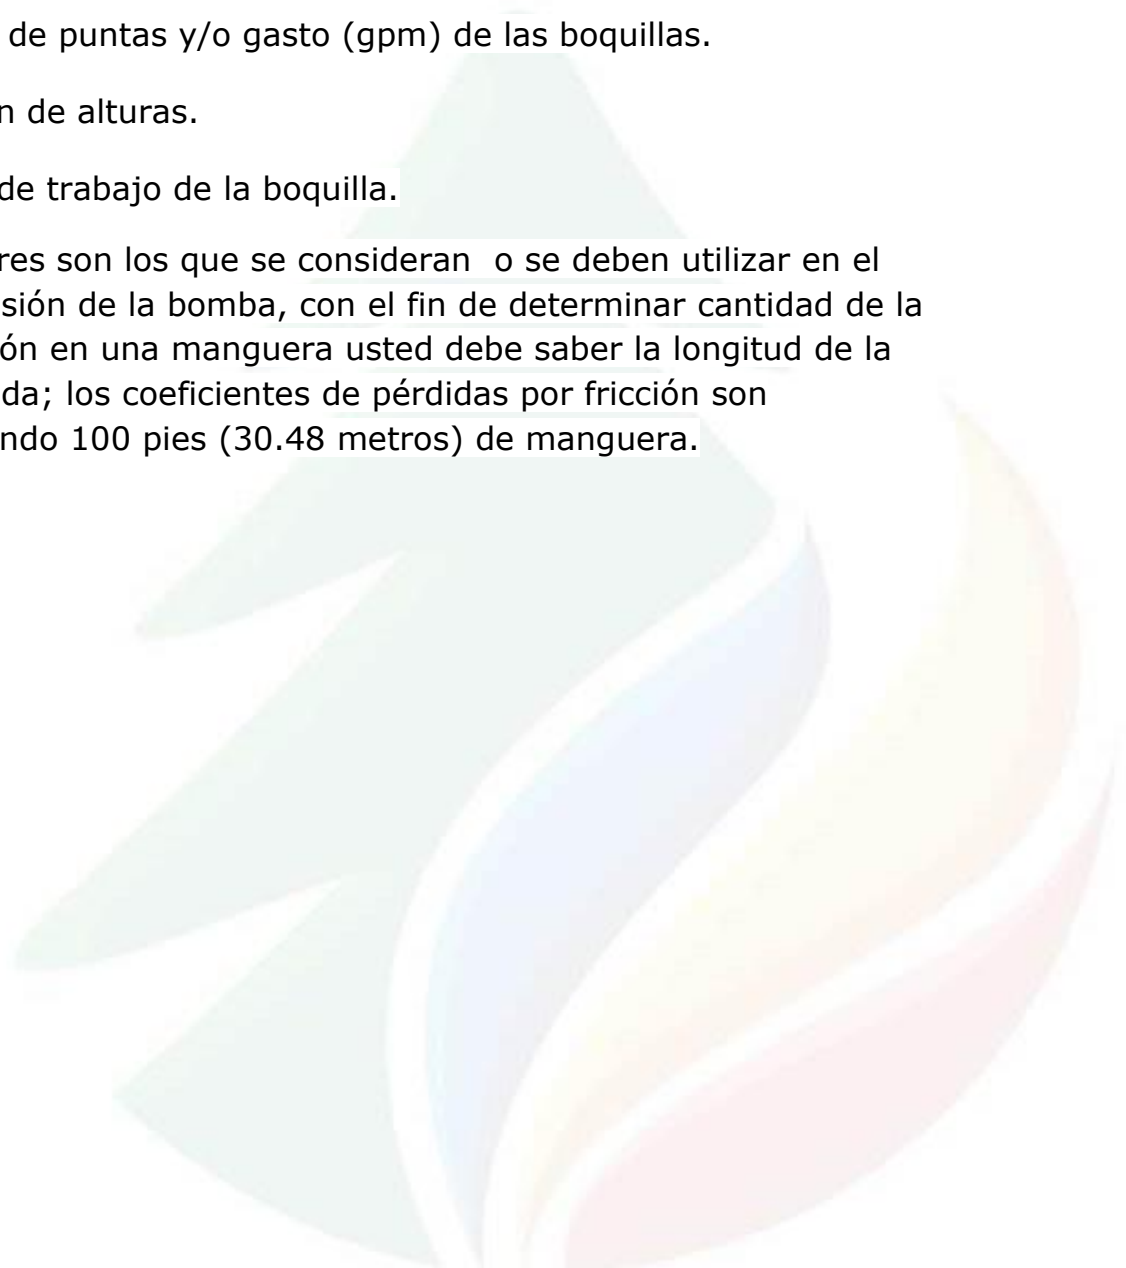 de puntas y/o gasto (gpm) de las boquillas.
n de alturas.
de trabajo de la boquilla.
res son los que se consideran  o se deben utilizar en el
sión de la bomba, con el fin de determinar cantidad de la
ón en una manguera usted debe saber la longitud de la
da; los coeficientes de pérdidas por fricción son
ndo 100 pies (30.48 metros) de manguera.